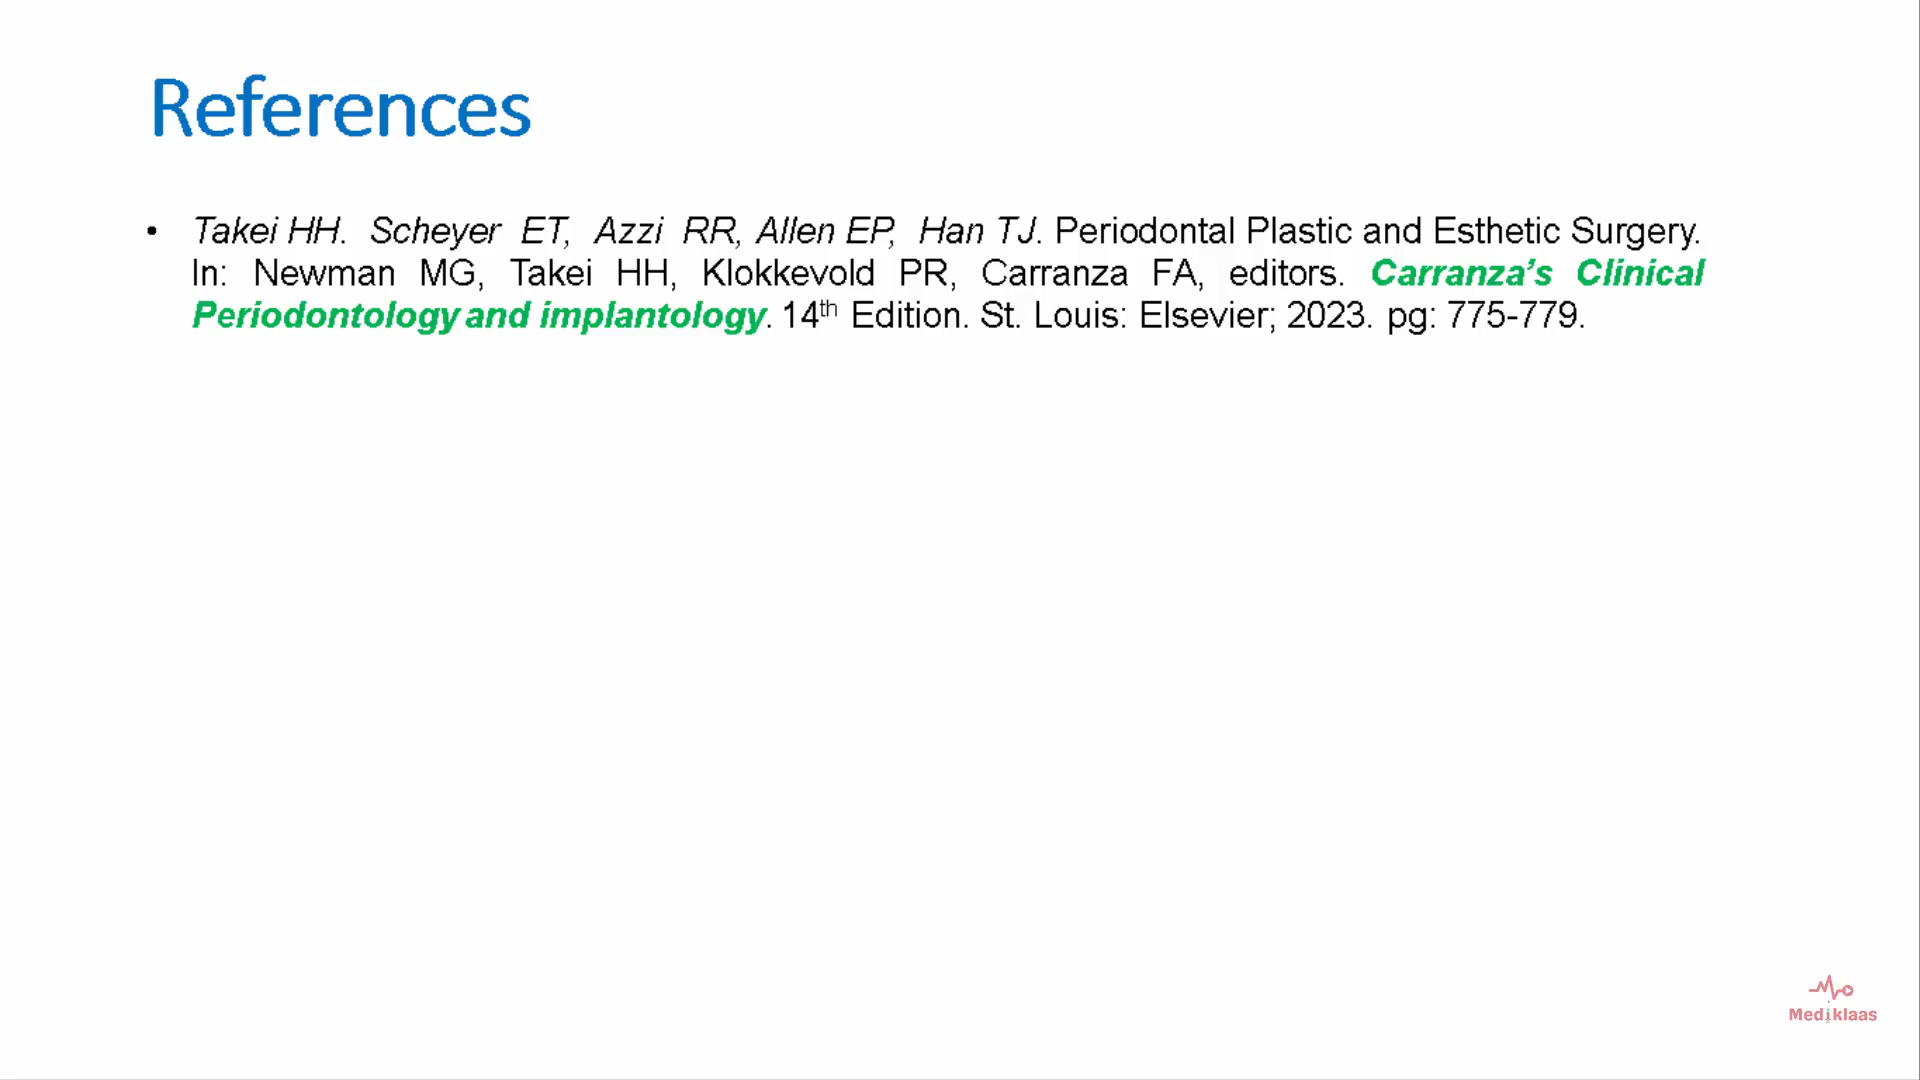 References
• Takei HH. Scheyer ET, Azzi RR, Allen EP, Han TJ. Periodontal Plastic and Esthetic Surgery.
In: Newman MG, Takei HH, Klokkevold PR, Carranza FA, editors. Carranza’s Clinical
Periodontology and implantology. 14th Edition. St. Louis: Elsevier; 2023. pg: 775-779.
Mediklaas